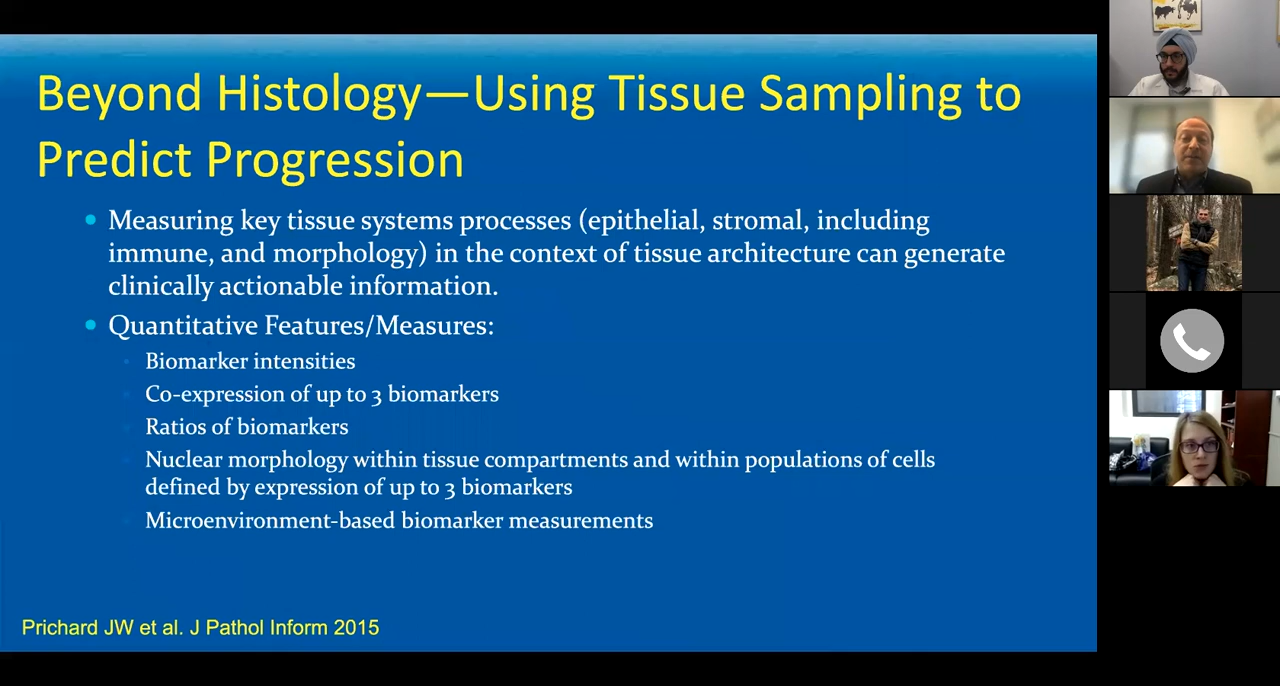 Beyond Histology—Using Tissue Sampling to
Predict Progression
Measuring key tissue systems processes (epithelial, stromal, including
immune, and morphology) in the context of tissue architecture can generate
clinically actionable information.
Quantitative Features/Measures:
Biomarker intensities
Co-expression of up to 3 biomarkers
Ratios of biomarkers
Nuclear morphology within tissue compartments and within populations of cells
defined by expression of up to 3 biomarkers
Microenvironment-based biomarker measurements
Prichard JW et al. J Pathol Inform 2015